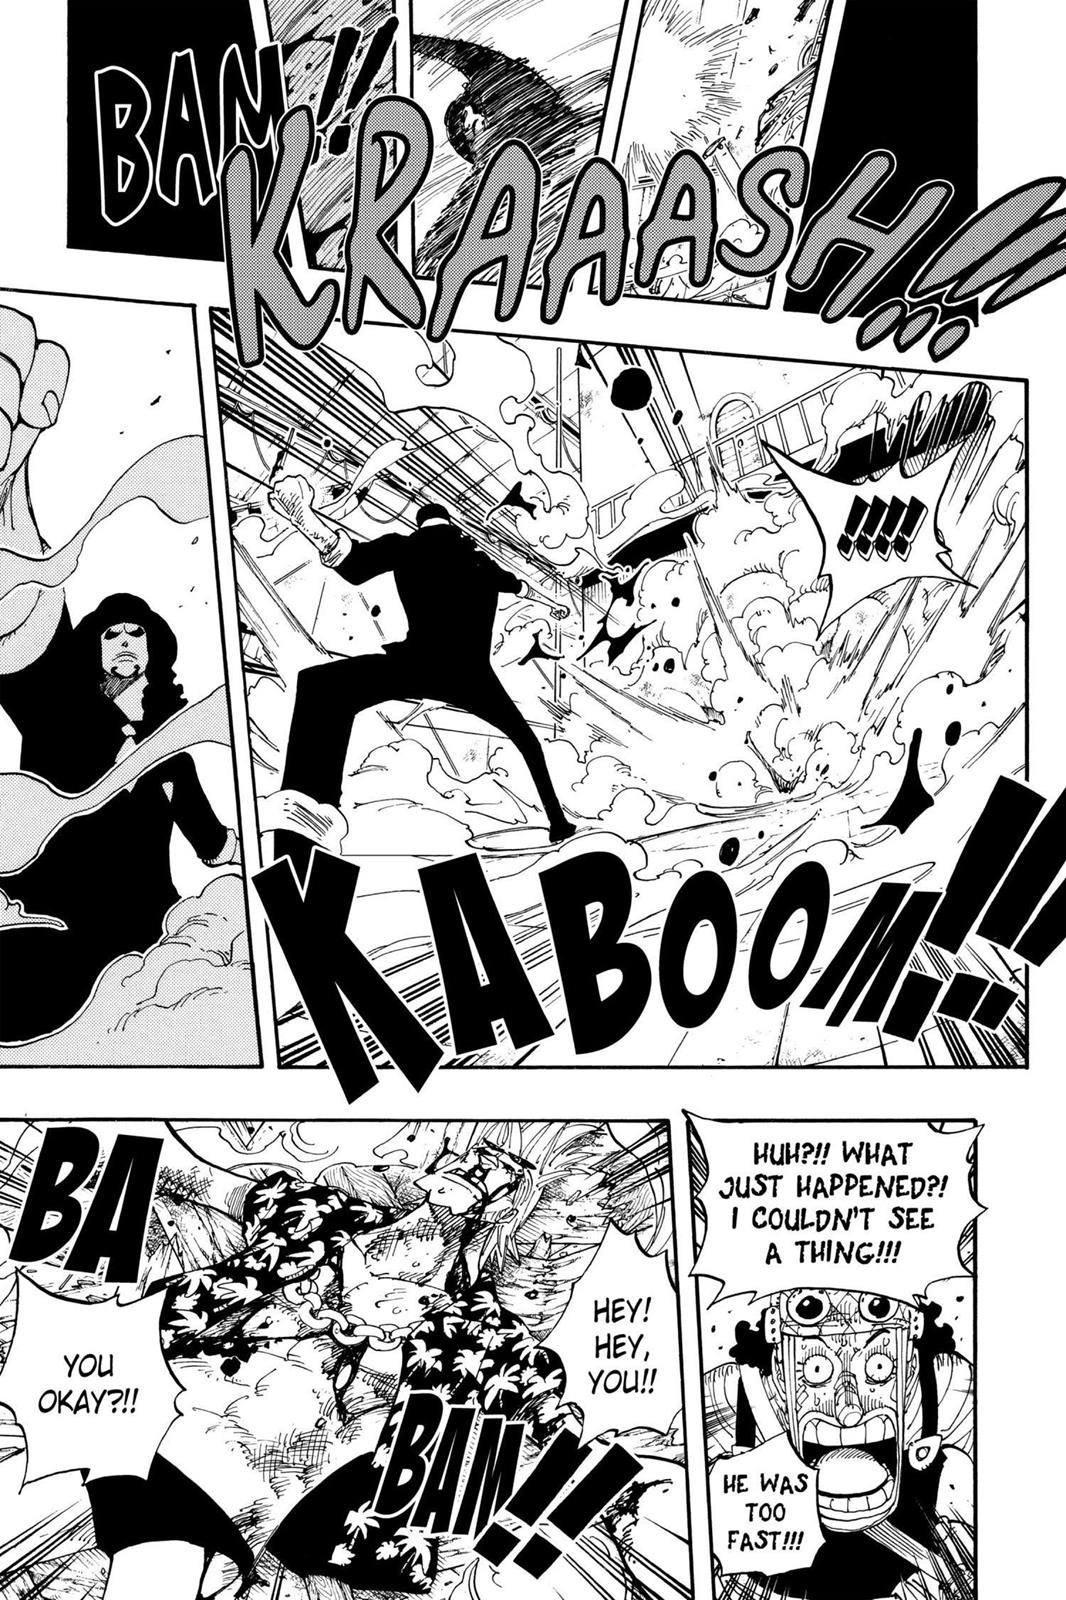 BAM!!
KRAAASH!!!
!!!!!
KABOOM!!!
HUH?!! WHAT
JUST HAPPENED?!
I COULDN'T SEE
A THING!!!
HE WAS
TOO
FAST!!!
HEY!
HEY,
YOU!!
YOU
OKAY?!!
BA
BAM!!